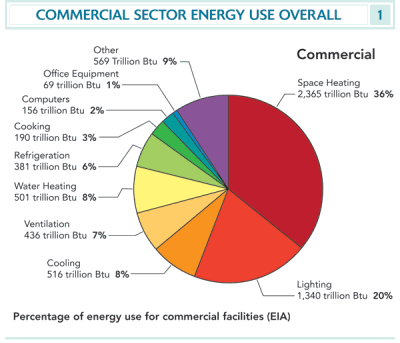 COMMERCIAL SECTOR ENERGY USE OVERALL 1
Commercial
Other
569 Trillion Btu 9%
Office Equipment
69 trillion Btu 1%
Computers
156 trillion Btu 2%
Cooking
190 trillion Btu 3%
Refrigeration
381 trillion Btu 6%
Water Heating
501 trillion Btu 8%
Ventilation
436 trillion Btu 7%
Cooling
516 trillion Btu 8%
Space Heating
2,365 trillion Btu 36%
Lighting
1,340 trillion Btu 20%
Percentage of energy use for commercial facilities (EIA)